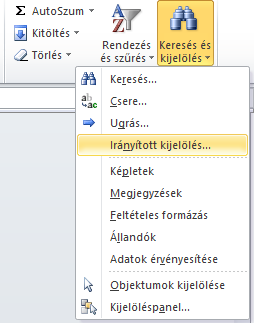 Σ AutoSzum
Kitöltés
Törlés
Rendezés
és szűrés
Keresés és
kijelölés
Keresés...
Csere...
Ugrás...
Irányított kijelölés...
Képletek
Megjegyzések
Feltételes formázás
Állandók
Adatok érvényesítése
Objektumok kijelölése
Kijelöléspanel...